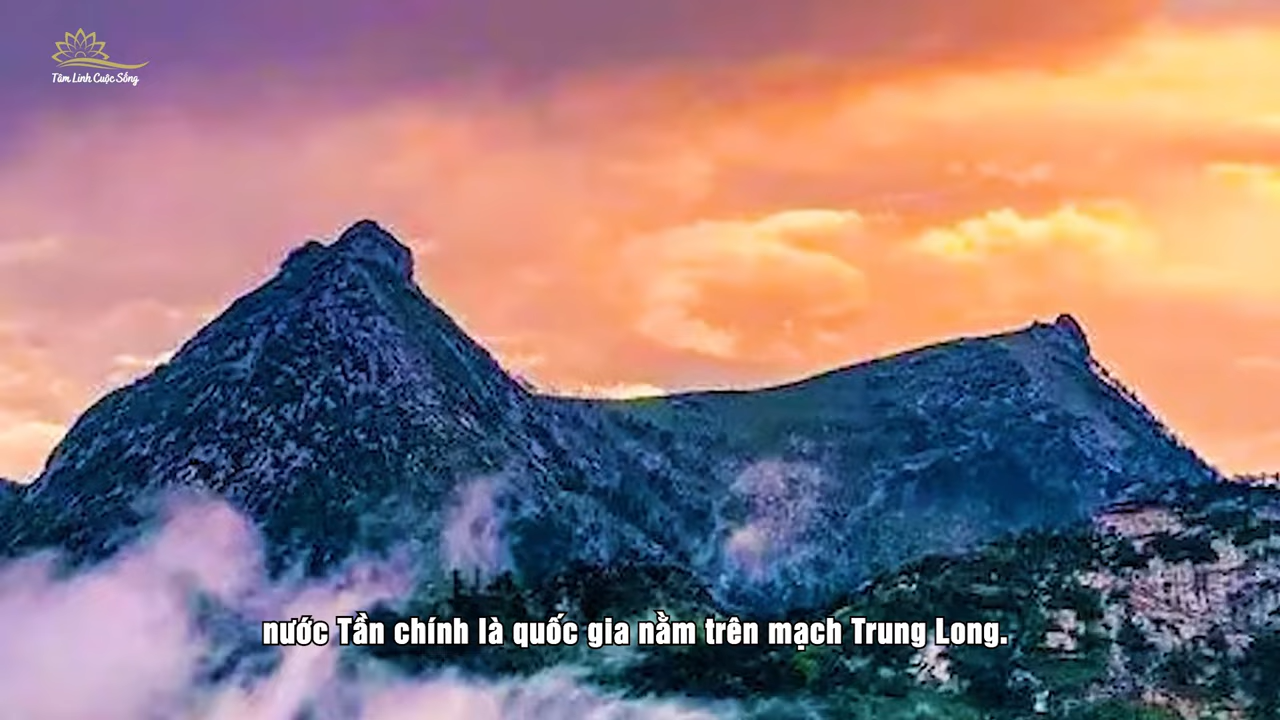 Tâm Linh Cuộc Sống
nước Tần chính là quốc gia nằm trên mạch Trung Long.